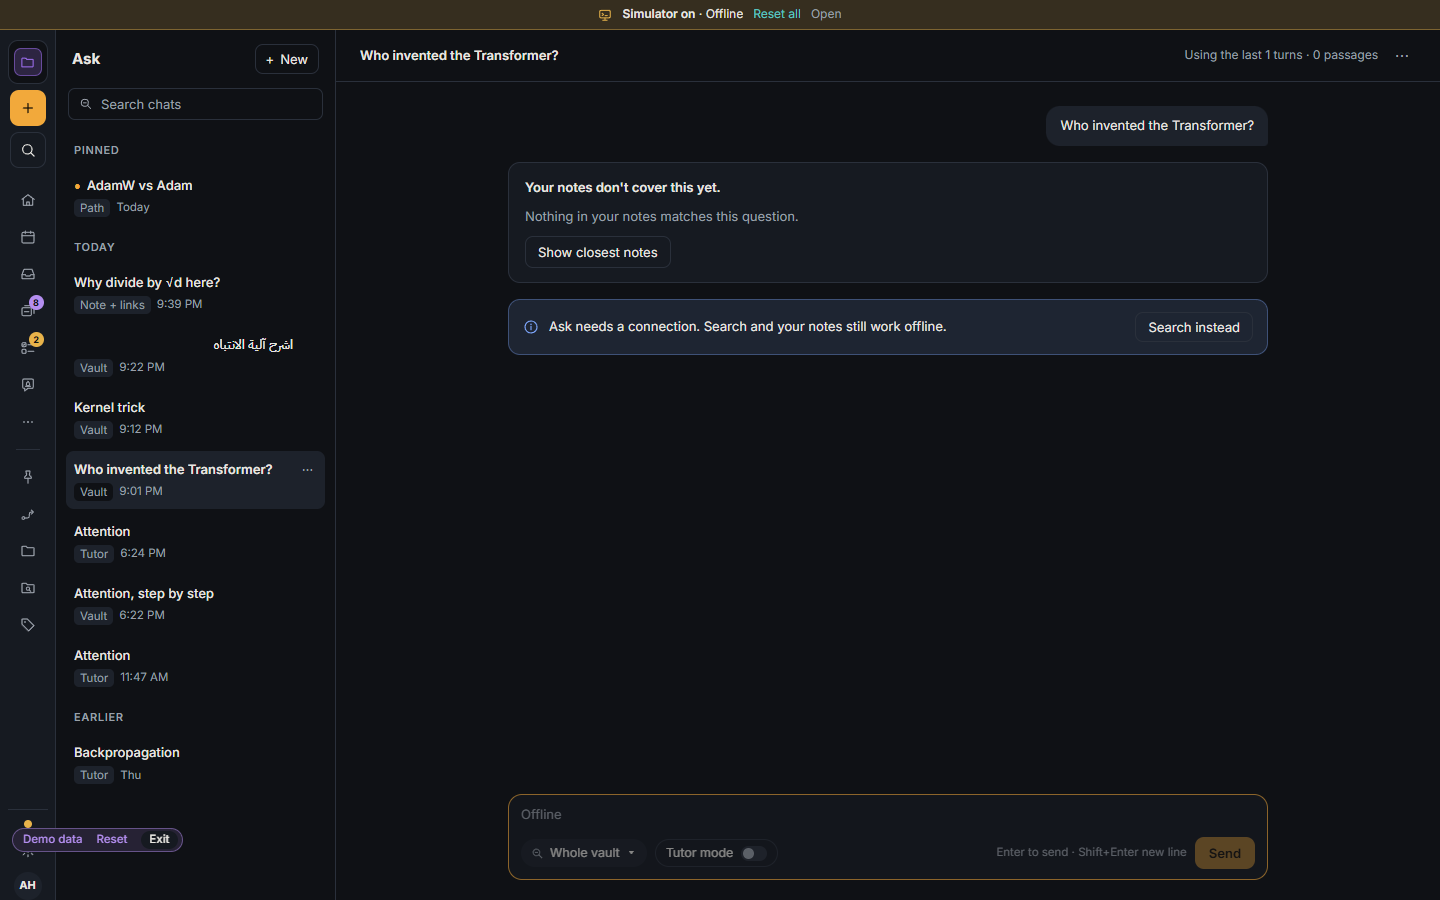 Simulator on · Offline Reset all Open
Ask
+ New
Search chats
PINNED
AdamW vs Adam
Path Today
TODAY
Why divide by √d here?
Note + links 9:39 PM
اشرح آلية الانتباه
Vault 9:22 PM
Kernel trick
Vault 9:12 PM
Who invented the Transformer?
Vault 9:01 PM
Attention
Tutor 6:24 PM
Attention, step by step
Vault 6:22 PM
Attention
Tutor 11:47 AM
EARLIER
Backpropagation
Tutor Thu
8
2
Demo data Reset Exit
AH
Who invented the Transformer?
Using the last 1 turns · 0 passages
Who invented the Transformer?
Your notes don't cover this yet.
Nothing in your notes matches this question.
Show closest notes
Ask needs a connection. Search and your notes still work offline.
Search instead
Offline
Whole vault
Tutor mode
Enter to send · Shift+Enter new line
Send